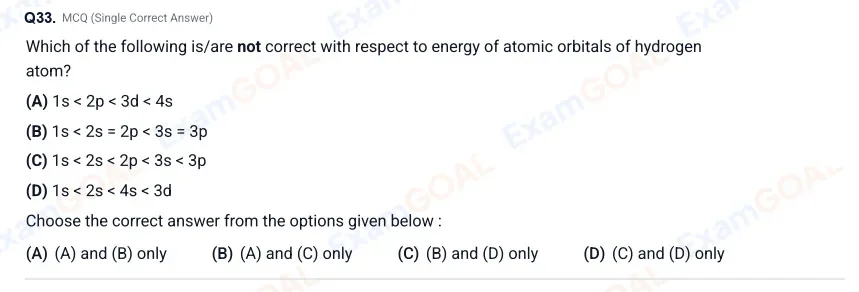 Q33. MCQ (Single Correct Answer)
Which of the following is/are not correct with respect to energy of atomic orbitals of hydrogen
atom?
(A) 1s < 2p < 3d < 4s
(B) 1s < 2s = 2p < 3s = 3p
(C) 1s < 2s < 2p < 3s < 3p
(D) 1s < 2s < 4s < 3d
Choose the correct answer from the options given below :
(A) (A) and (B) only (B) (A) and (C) only (C) (B) and (D) only (D) (C) and (D) only